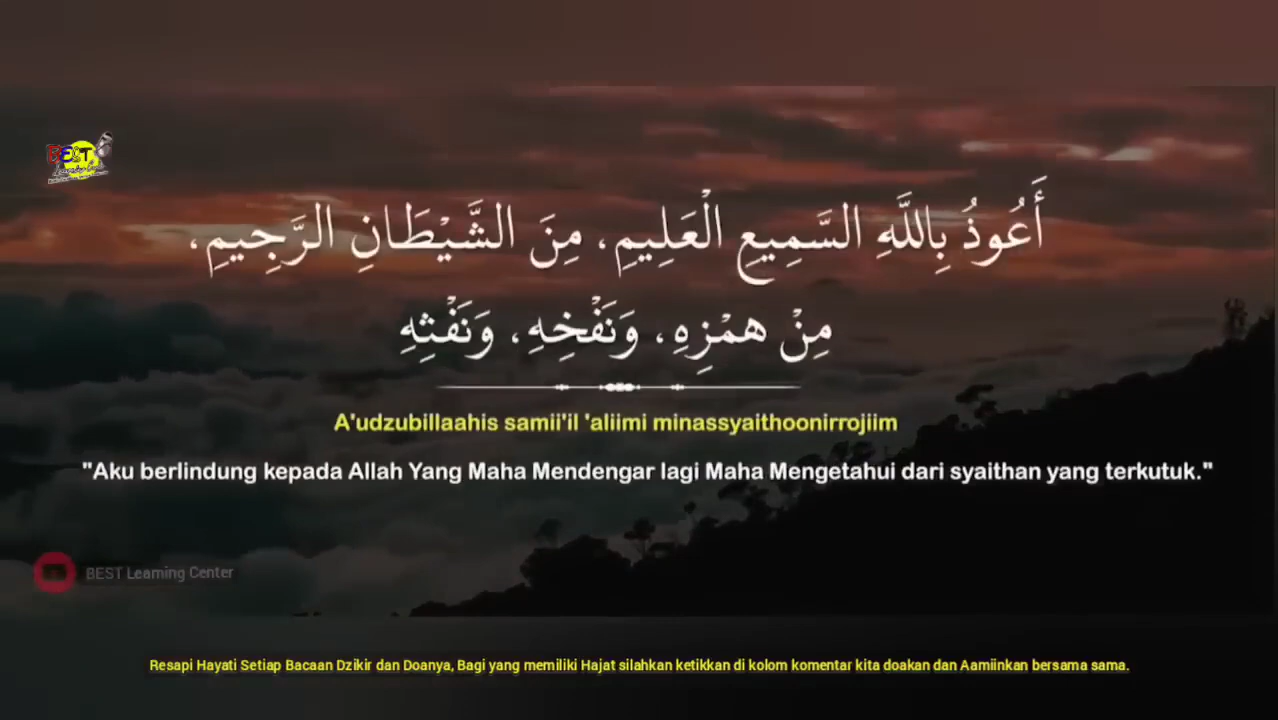 BEST
أَعُوذُ بِاللَّهِ السَّمِيعِ الْعَلِيمِ، مِنَ الشَّيْطَانِ الرَّجِيمِ،
مِنْ هَمْزِهِ، وَنَفْخِهِ، وَنَفْثِهِ
A'udzubillaahis samii'il 'aliimi minassyaithoonirrojiim
"Aku berlindung kepada Allah Yang Maha Mendengar lagi Maha Mengetahui dari syaithan yang terkutuk."
BEST Learning Center
Resapi Hayati Setiap Bacaan Dzikir dan Doanya, Bagi yang memiliki Hajat silahkan ketikkan di kolom komentar kita doakan dan Aamiinkan bersama sama.